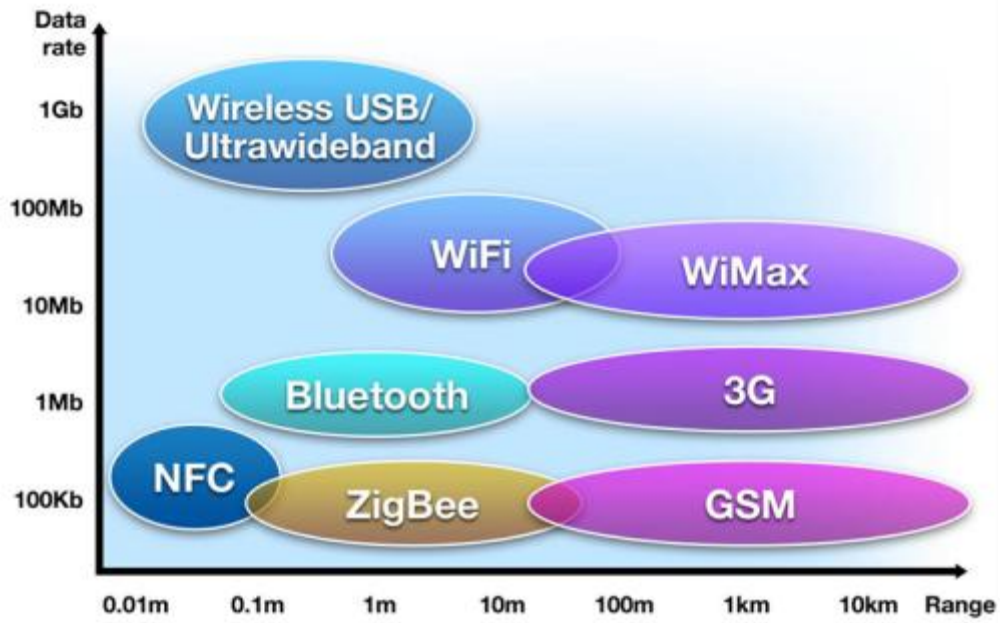 Data
rate
1Gb
Wireless USB/
Ultrawideband
100Mb
WiFi
WiMax
10Mb
Bluetooth
3G
1Mb
NFC
ZigBee
GSM
100Kb
0.01m 0.1m 1m 10m 100m 1km 10km Range